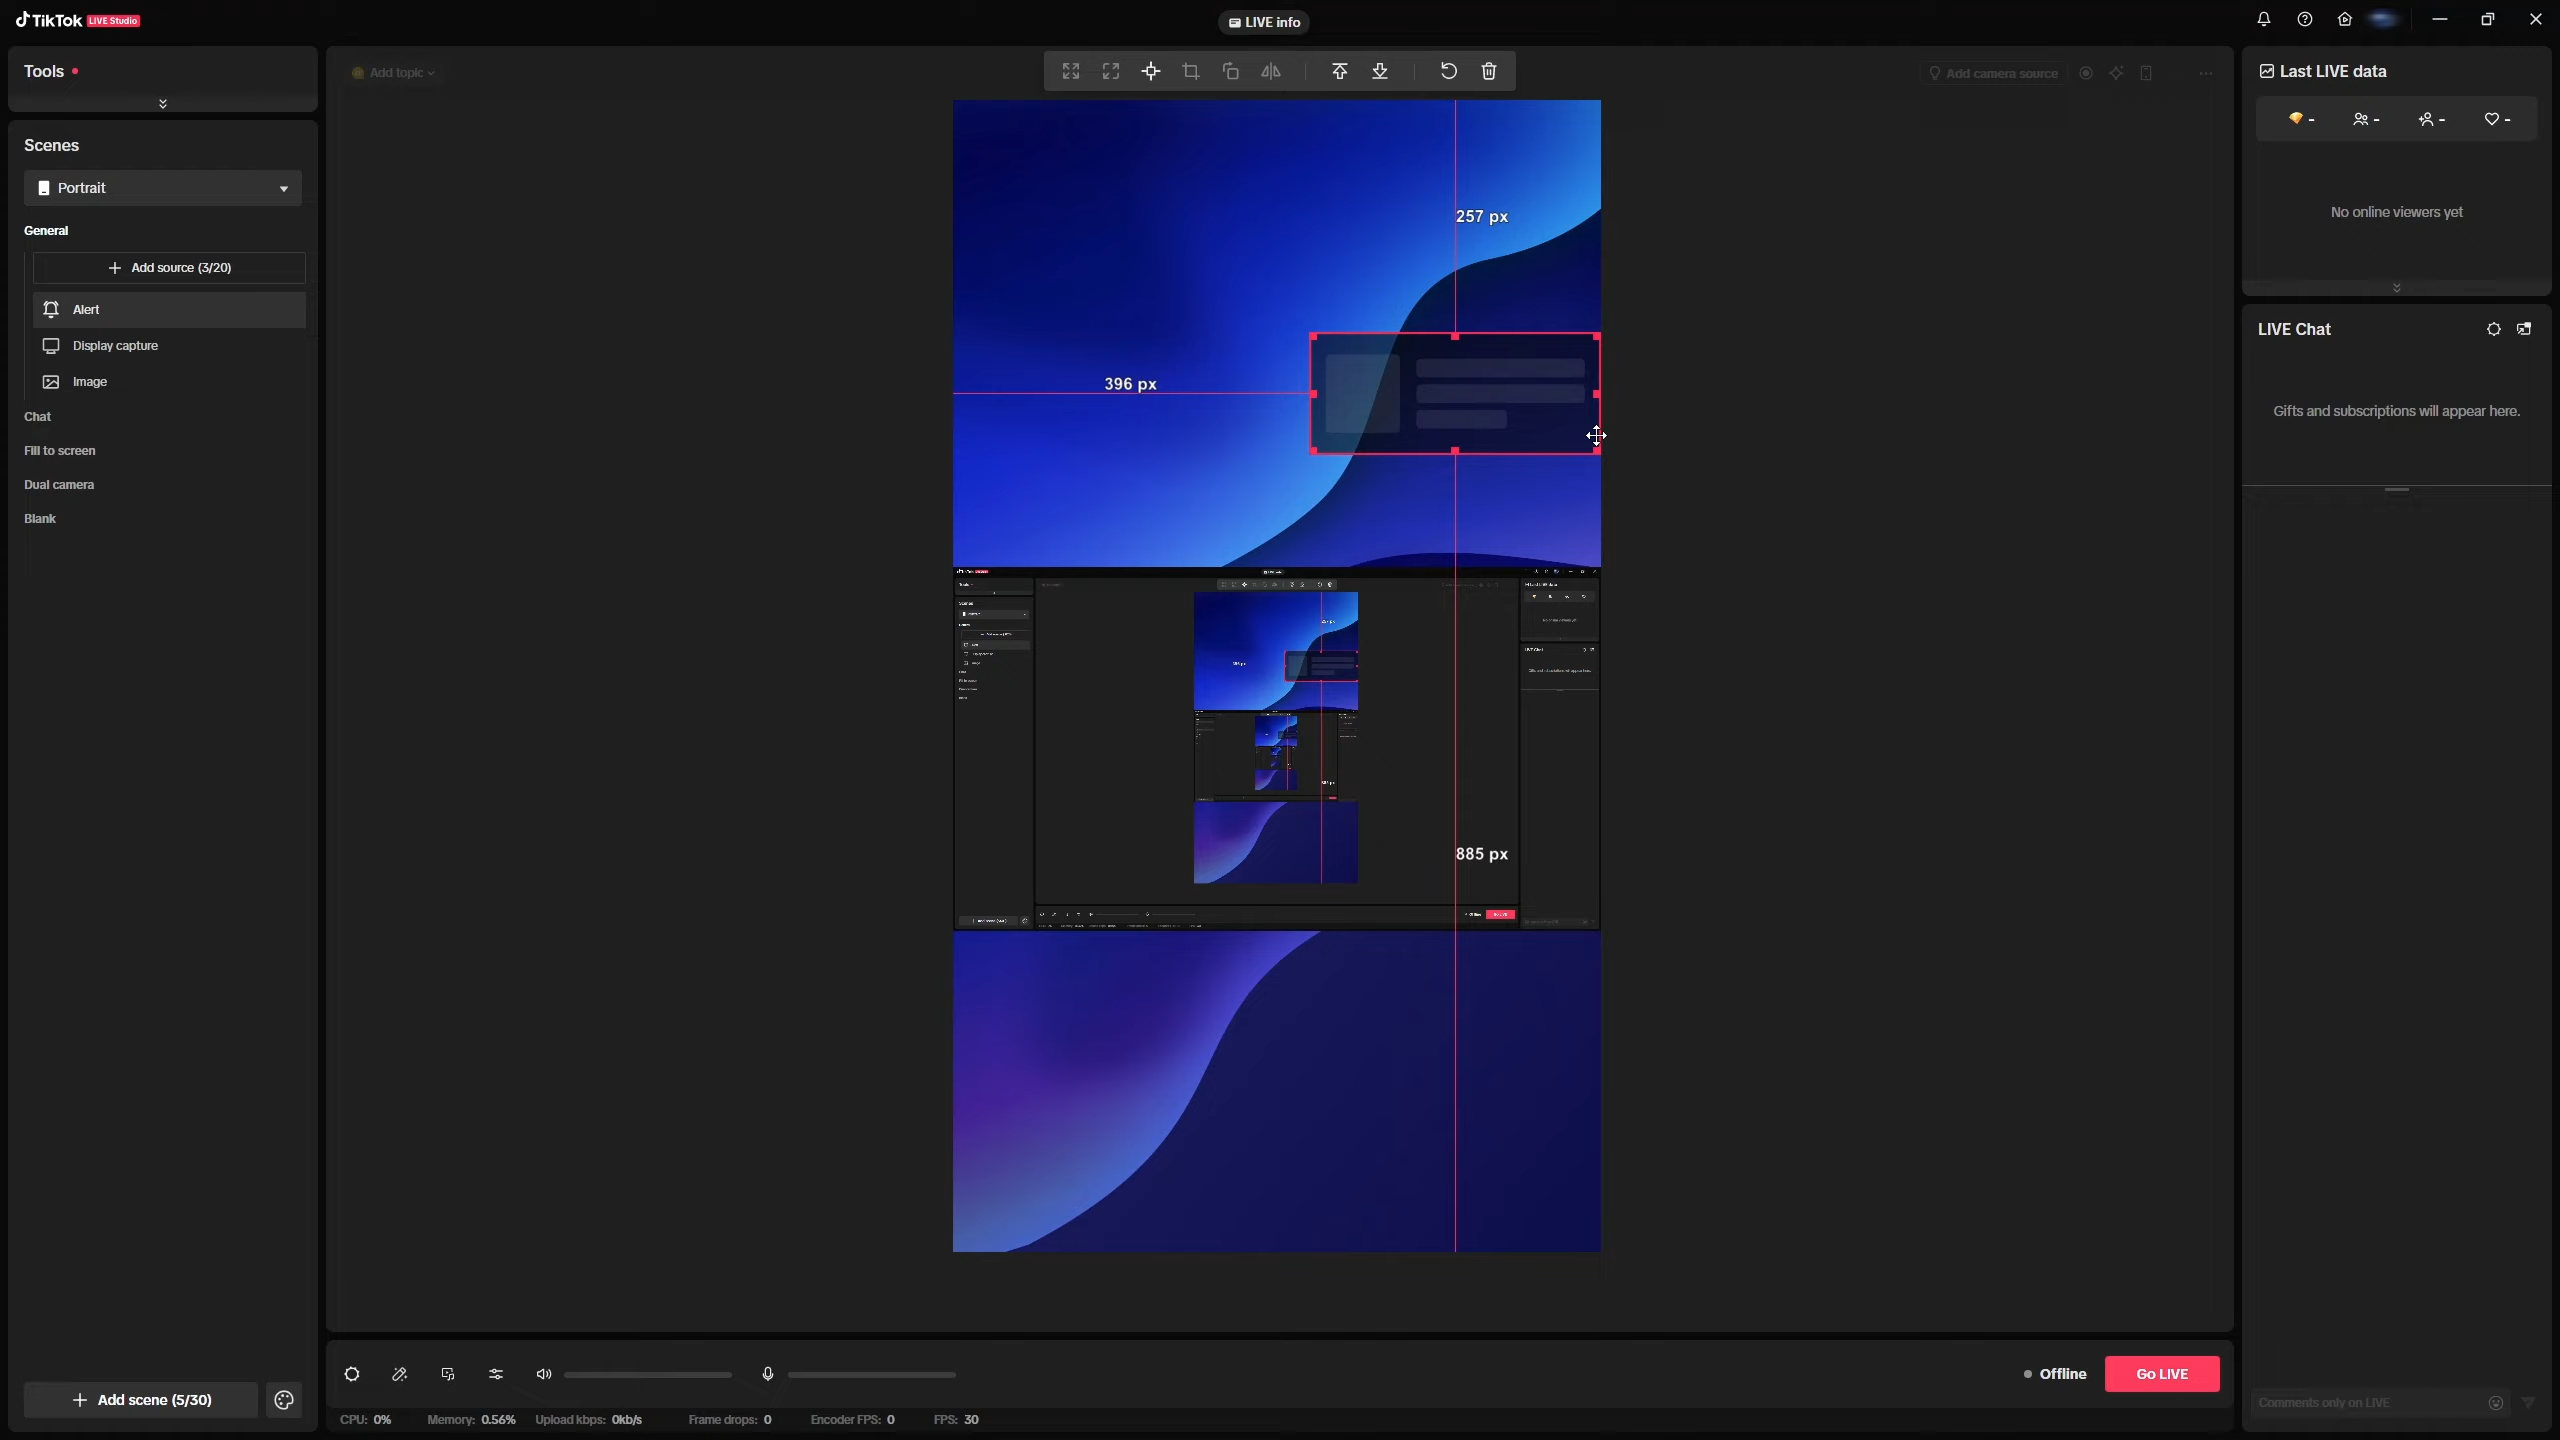 TikTok LIVE Studio
LIVE info
Tools
Add topic
Add camera source
Last LIVE data
Scenes
- - - -
Portrait
No online viewers yet
257 px
General
Add source (3/20)
Alert
LIVE Chat
Display capture
Image
396 px
Gifts and subscriptions will appear here.
Chat
Fill to screen
Dual camera
Blank
885 px
Add scene (5/30)
Offline
Go LIVE
Comments only on LIVE
CPU: 0% Memory: 0.56% Upload kbps: 0kb/s Frame drops: 0 Encoder FPS: 0 FPS: 30